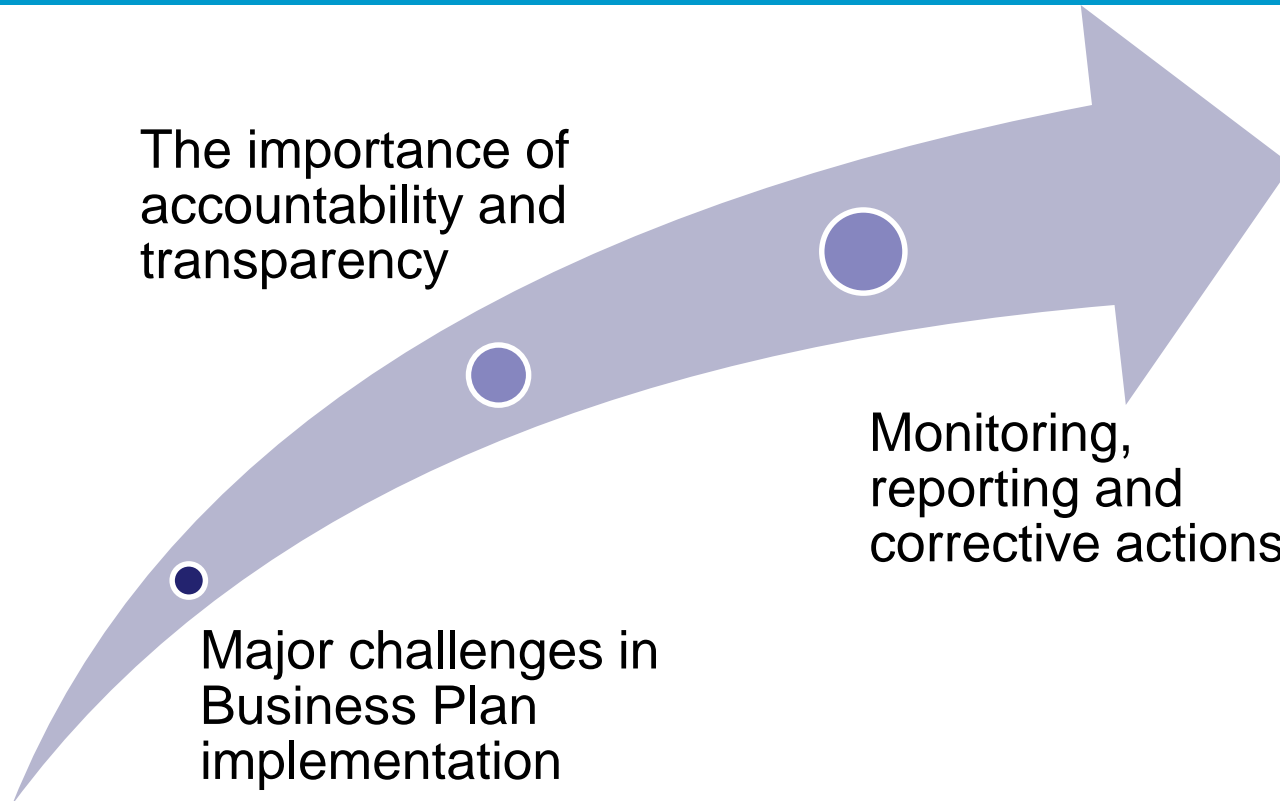 The importance of
accountability and
transparency
Monitoring,
reporting and
corrective actions
Major challenges in
Business Plan
implementation